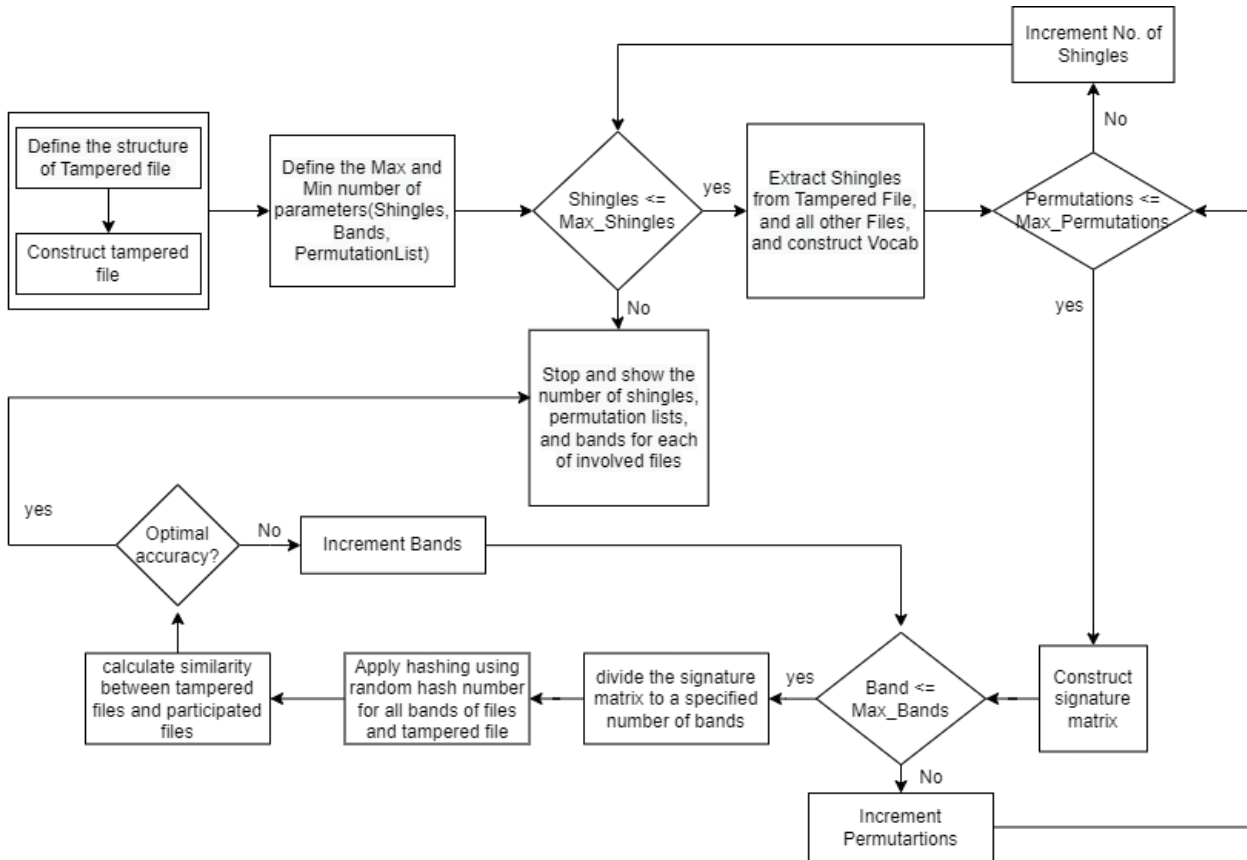 Increment No. of
Shingles
Define the structure
of Tampered file
Construct tampered
file
Define the Max and
Min number of
parameters(Shingles,
Bands,
PermutationList)
Shingles <=
Max_Shingles
yes
Extract Shingles
from Tampered File,
and all other Files,
and construct Vocab
No
Permutations <=
Max_Permutations
yes
No
Stop and show the
number of shingles,
permutation lists,
and bands for each
of involved files
yes
Optimal
accuracy?
No
Increment Bands
calculate similarity
between tampered
files and participated
files
Apply hashing using
random hash number
for all bands of files
and tampered file
divide the signature
matrix to a specified
number of bands
yes
Band <=
Max_Bands
Construct
signature
matrix
No
Increment
Permutartions